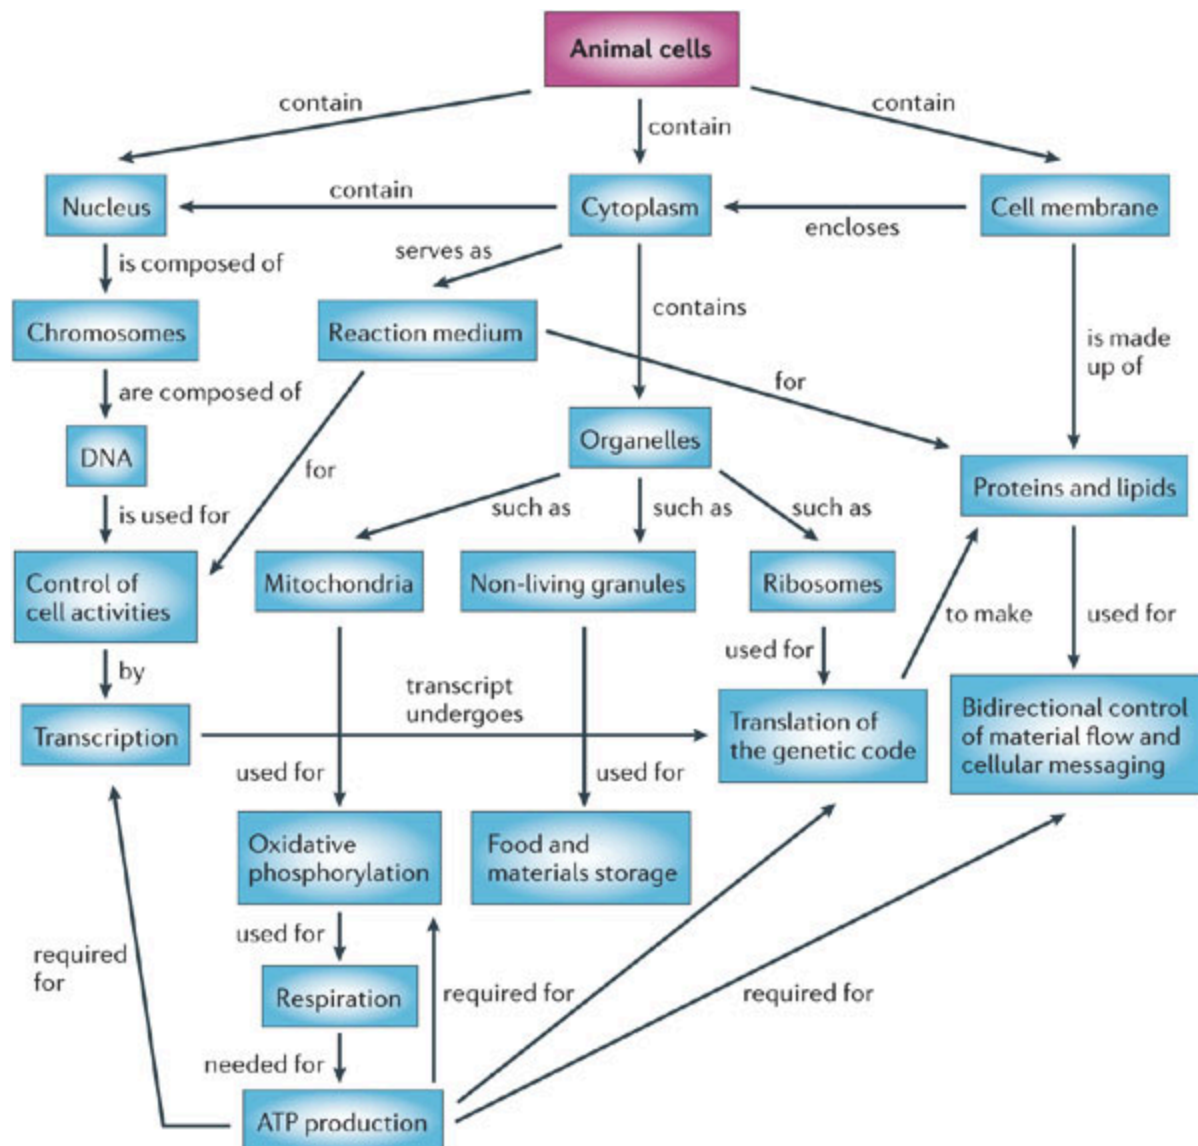 Animal cells
contain
contain
contain
Nucleus
contain
Cytoplasm
encloses
Cell membrane
is composed of
serves as
contains
is made
up of
Chromosomes
Reaction medium
for
are composed of
Organelles
DNA
for
Proteins and lipids
is used for
such as
such as
such as
Control of
cell activities
Mitochondria
Non-living granules
Ribosomes
to make
used for
by
used for
transcript
undergoes
Transcription
Translation of
the genetic code
Bidirectional control
of material flow and
cellular messaging
used for
used for
Oxidative
phosphorylation
Food and
materials storage
required
for
used for
Respiration
required for
required for
needed for
ATP production